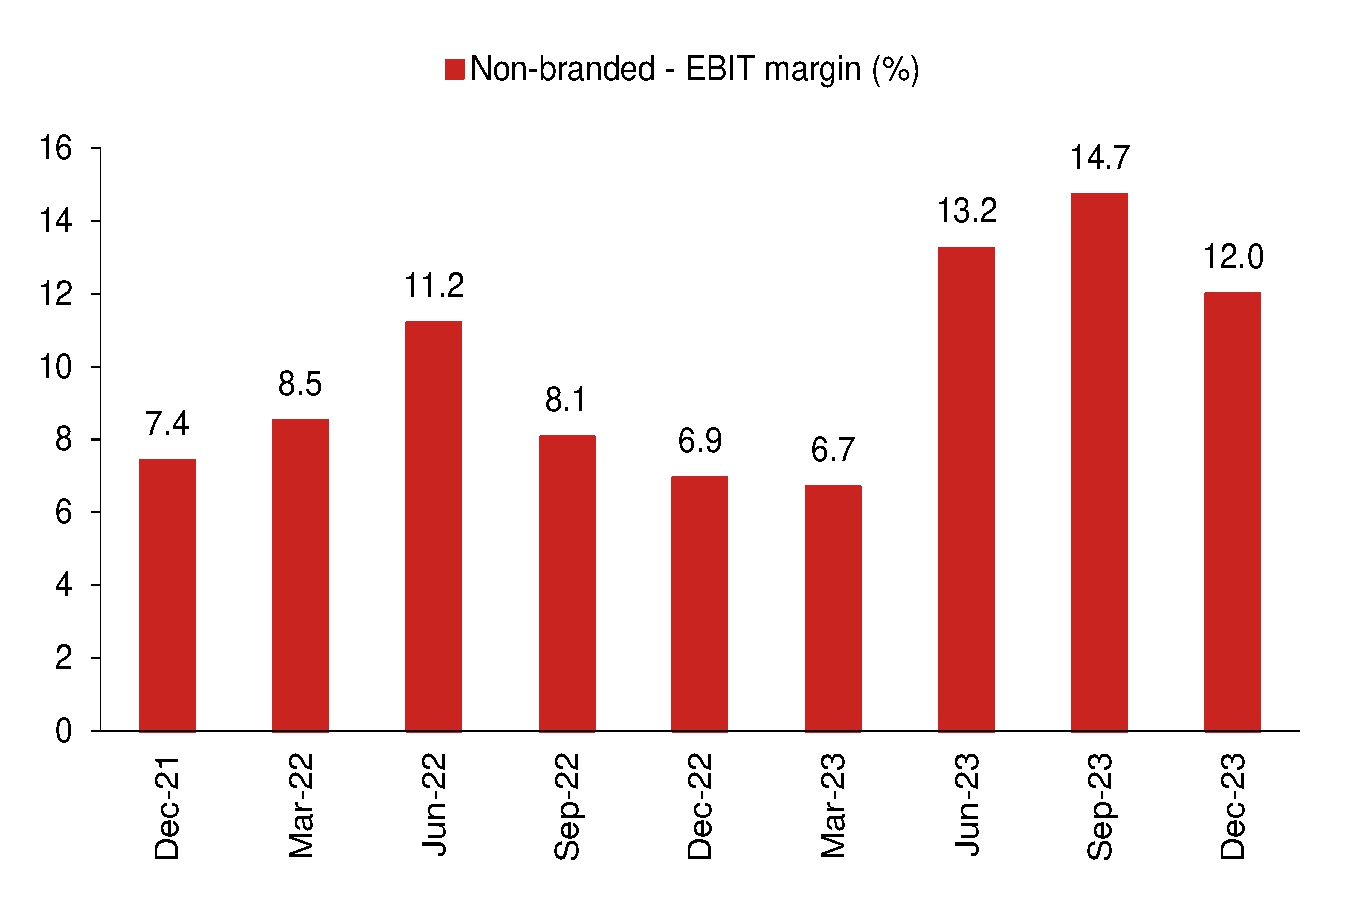 Non-branded - EBIT margin (%)
16
14
12
10
8
6
4
2
0
7.4
8.5
11.2
8.1
6.9
6.7
13.2
14.7
12.0
Dec-21
Mar-22
Jun-22
Sep-22
Dec-22
Mar-23
Jun-23
Sep-23
Dec-23